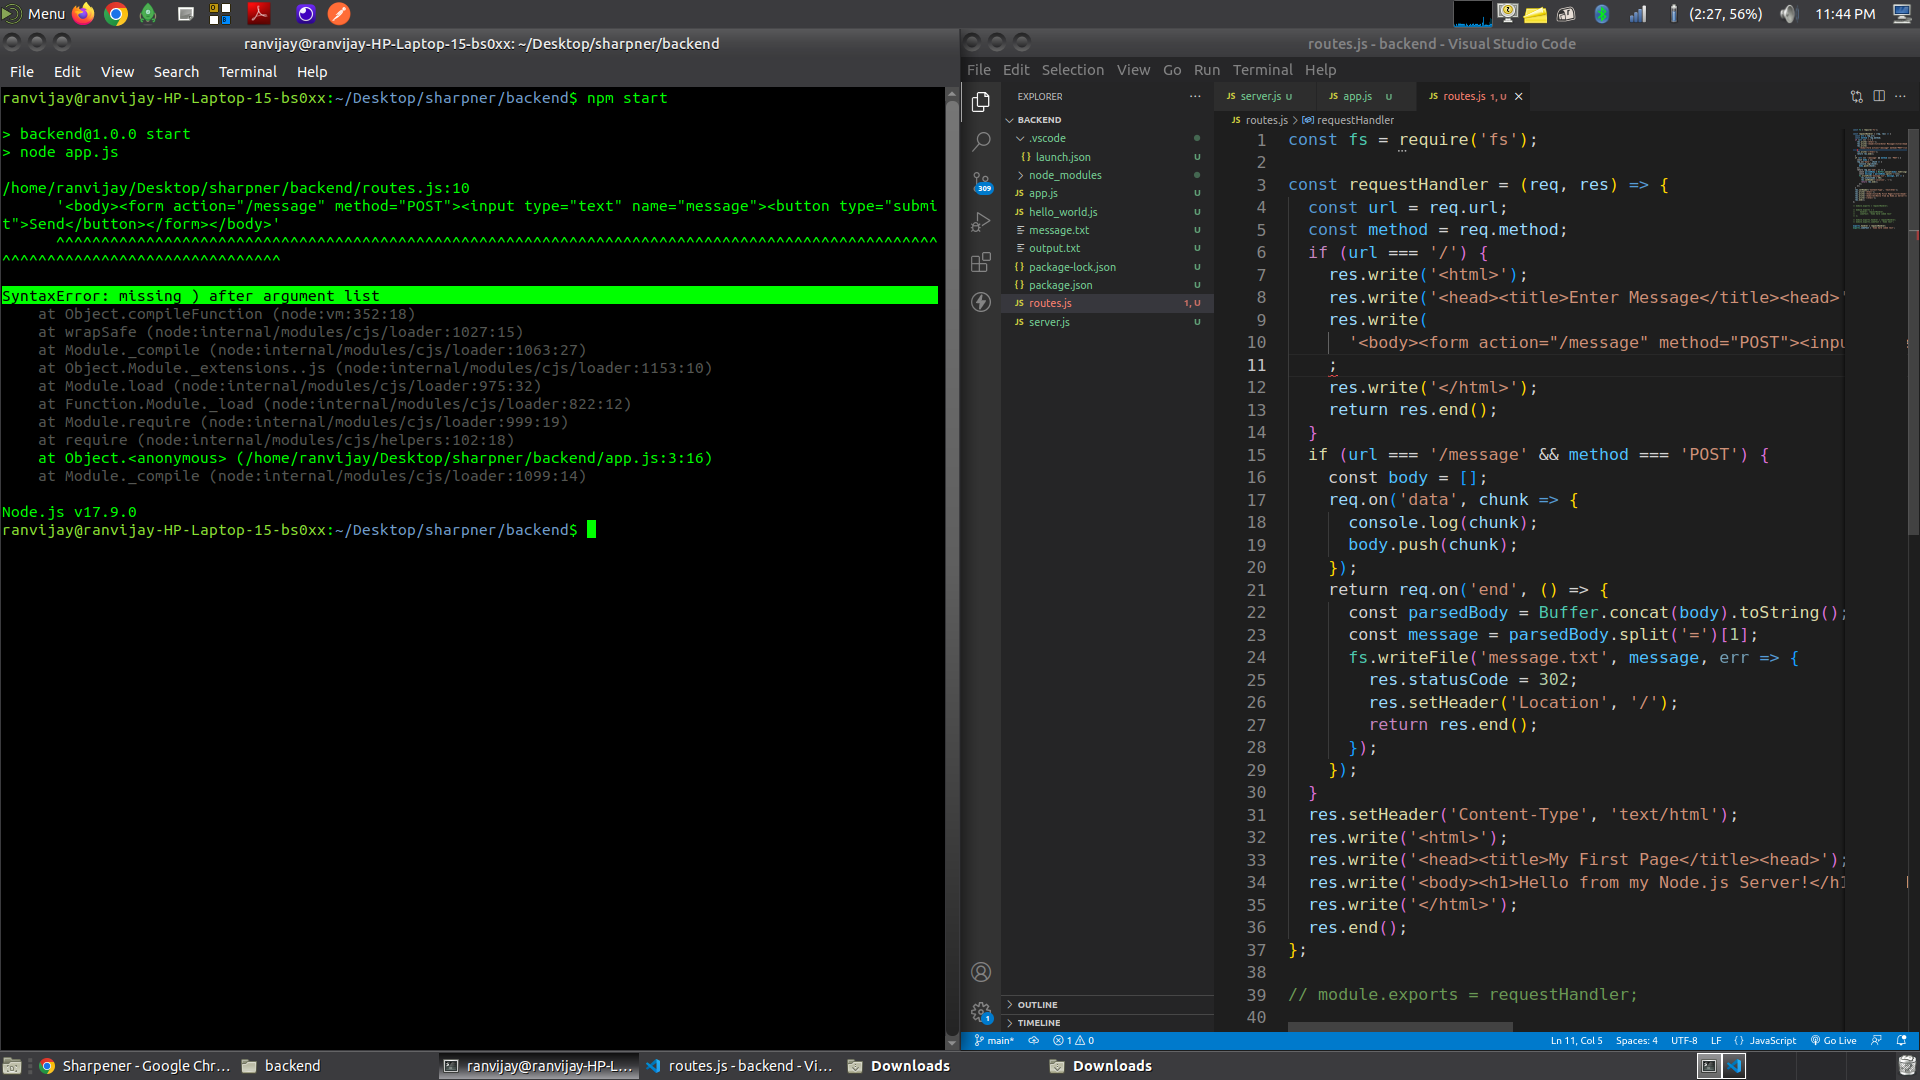 Menu
(2:27, 56%)
11:44 PM
ranvijay@ranvijay-HP-Laptop-15-bs0xx: ~/Desktop/sharpner/backend
File Edit View Search Terminal Help
ranvijay@ranvijay-HP-Laptop-15-bs0xx:~/Desktop/sharpner/backend$ npm start
> backend@1.0.0 start
> node app.js
/home/ranvijay/Desktop/sharpner/backend/routes.js:10
'<body><form action="/message" method="POST"><input type="text" name="message"><button type="submi
t">Send</button></form></body>'
^^^^^^^^^^^^^^^^^^^^^^^^^^^^^^^^^^^^^^^^^^^^^^^^^^^^^^^^^^^^^^^^^^^^^^^^^^^^^^^^^^^^^^^^^^^^^^^^^^
^^^^^^^^^^^^^^^^^^^^^^^^^^^^^^^
SyntaxError: missing ) after argument list
at Object.compileFunction (node:vm:352:18)
at wrapSafe (node:internal/modules/cjs/loader:1027:15)
at Module._compile (node:internal/modules/cjs/loader:1063:27)
at Object.Module._extensions..js (node:internal/modules/cjs/loader:1153:10)
at Module.load (node:internal/modules/cjs/loader:975:32)
at Function.Module._load (node:internal/modules/cjs/loader:822:12)
at Module.require (node:internal/modules/cjs/loader:999:19)
at require (node:internal/modules/cjs/helpers:102:18)
at Object.<anonymous> (/home/ranvijay/Desktop/sharpner/backend/app.js:3:16)
at Module._compile (node:internal/modules/cjs/loader:1099:14)
Node.js v17.9.0
ranvijay@ranvijay-HP-Laptop-15-bs0xx:~/Desktop/sharpner/backend$
routes.js - backend - Visual Studio Code
File Edit Selection View Go Run Terminal Help
EXPLORER ···
BACKEND
.vscode
{} launch.json U
node_modules
JS app.js U
JS hello_world.js U
message.txt U
output.txt U
{} package-lock.json U
{} package.json U
JS routes.js 1, U
JS server.js U
309
1
OUTLINE
TIMELINE
JS server.js U JS app.js U JS routes.js 1, U
JS routes.js > requestHandler
1 const fs = require('fs');
2
3 const requestHandler = (req, res) => {
4 const url = req.url;
5 const method = req.method;
6 if (url === '/') {
7 res.write('<html>');
8 res.write('<head><title>Enter Message</title><head>'
9 res.write(
10 '<body><form action="/message" method="POST"><inpu
11 ;
12 res.write('</html>');
13 return res.end();
14 }
15 if (url === '/message' && method === 'POST') {
16 const body = [];
17 req.on('data', chunk => {
18 console.log(chunk);
19 body.push(chunk);
20 });
21 return req.on('end', () => {
22 const parsedBody = Buffer.concat(body).toString();
23 const message = parsedBody.split('=')[1];
24 fs.writeFile('message.txt', message, err => {
25 res.statusCode = 302;
26 res.setHeader('Location', '/');
27 return res.end();
28 });
29 });
30 }
31 res.setHeader('Content-Type', 'text/html');
32 res.write('<html>');
33 res.write('<head><title>My First Page</title><head>');
34 res.write('<body><h1>Hello from my Node.js Server!</h1
35 res.write('</html>');
36 res.end();
37 };
38
39 // module.exports = requestHandler;
40
main* 1 0
Ln 11, Col 5 Spaces: 4 UTF-8 LF {} JavaScript Go Live
Sharpener - Google Chr...
backend
ranvijay@ranvijay-HP-L...
routes.js - backend - Vi...
Downloads
Downloads